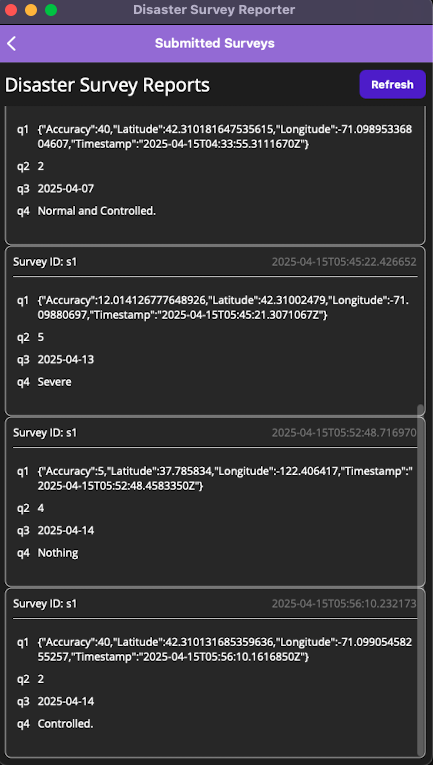 Disaster Survey Reporter
Submitted Surveys
Disaster Survey Reports
Refresh
q1 {"Accuracy":40,"Latitude":42.310181647535615,"Longitude":-71.098953368
04607,"Timestamp":"2025-04-15T04:33:55.3111670Z"}
q2 2
q3 2025-04-07
q4 Normal and Controlled.
Survey ID: s1 2025-04-15T05:45:22.426652
q1 {"Accuracy":12.014126777648926,"Latitude":42.31002479,"Longitude":-71.
09880697,"Timestamp":"2025-04-15T05:45:21.3071067Z"}
q2 5
q3 2025-04-13
q4 Severe
Survey ID: s1 2025-04-15T05:52:48.716970
q1 {"Accuracy":5,"Latitude":37.785834,"Longitude":-122.406417,"Timestamp":"
2025-04-15T05:52:48.4583350Z"}
q2 4
q3 2025-04-14
q4 Nothing
Survey ID: s1 2025-04-15T05:56:10.232173
q1 {"Accuracy":40,"Latitude":42.310131685359636,"Longitude":-71.099054582
55257,"Timestamp":"2025-04-15T05:56:10.1616850Z"}
q2 2
q3 2025-04-14
q4 Controlled.